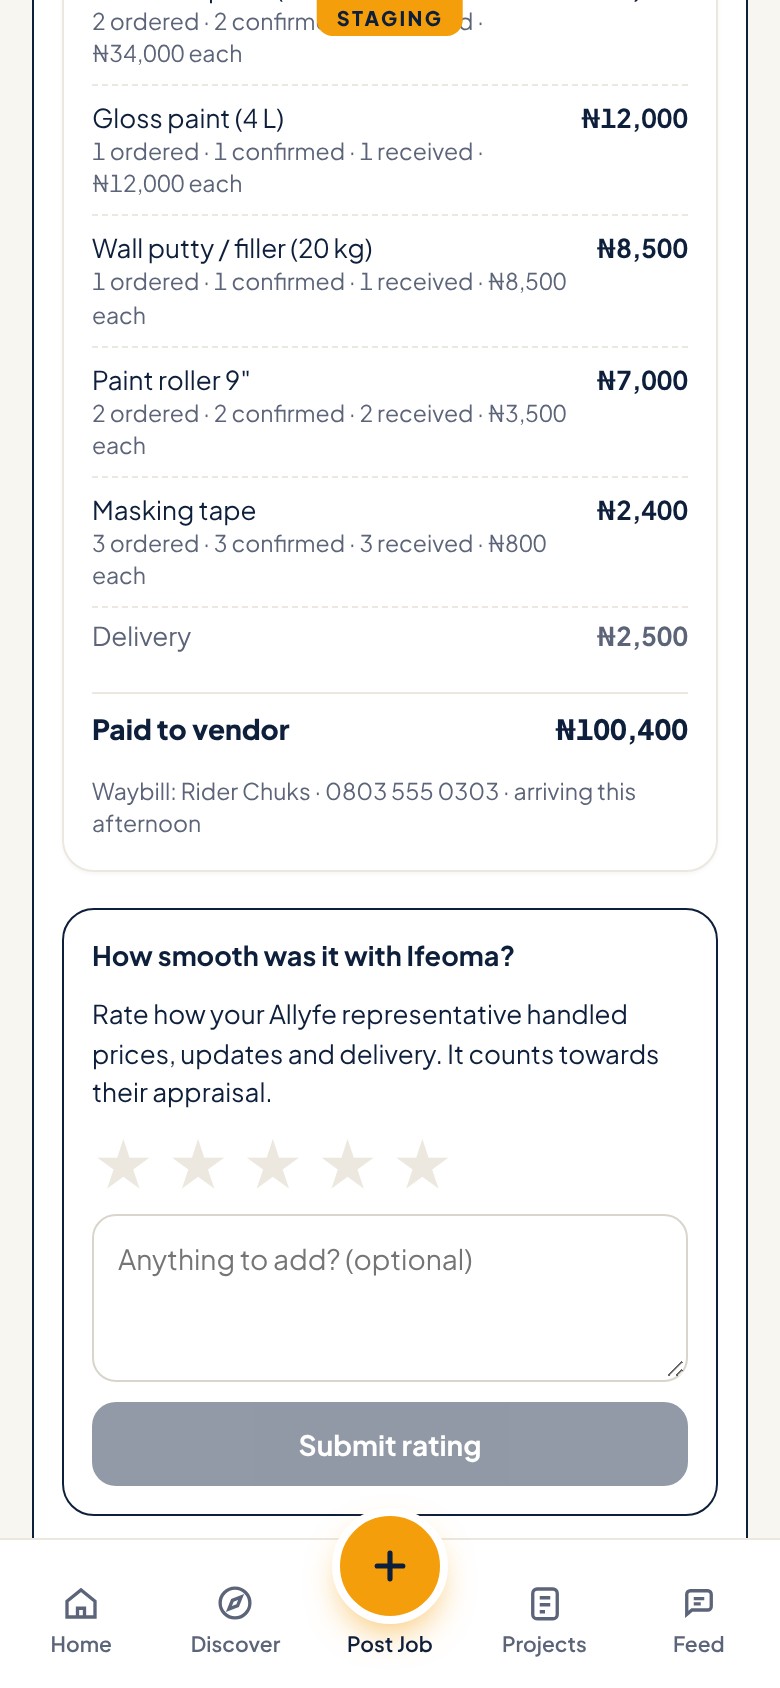 STAGING
2 ordered · 2 confirm d ·
₦34,000 each
Gloss paint (4 L) ₦12,000
1 ordered · 1 confirmed · 1 received ·
₦12,000 each
Wall putty / filler (20 kg) ₦8,500
1 ordered · 1 confirmed · 1 received · ₦8,500
each
Paint roller 9" ₦7,000
2 ordered · 2 confirmed · 2 received · ₦3,500
each
Masking tape ₦2,400
3 ordered · 3 confirmed · 3 received · ₦800
each
Delivery ₦2,500
Paid to vendor ₦100,400
Waybill: Rider Chuks · 0803 555 0303 · arriving this
afternoon
How smooth was it with Ifeoma?
Rate how your Allyfe representative handled
prices, updates and delivery. It counts towards
their appraisal.
Anything to add? (optional)
Submit rating
Home Discover Post Job Projects Feed